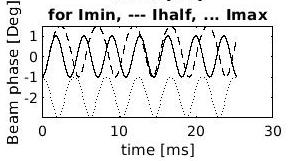 for Imin, --- Ihalf, ... Imax
Beam phase [Deg]
1
0
-1
-2
0 10 20 30
time [ms]